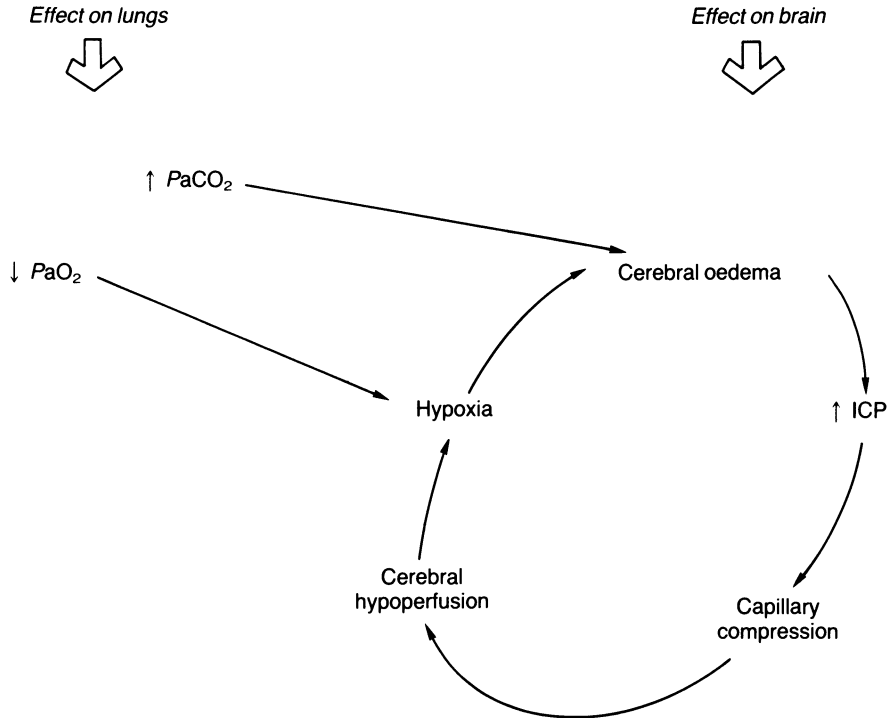 Effect on lungs
Effect on brain
↑ PaCO₂
↓ PaO₂
Cerebral oedema
Hypoxia
↑ ICP
Cerebral
hypoperfusion
Capillary
compression